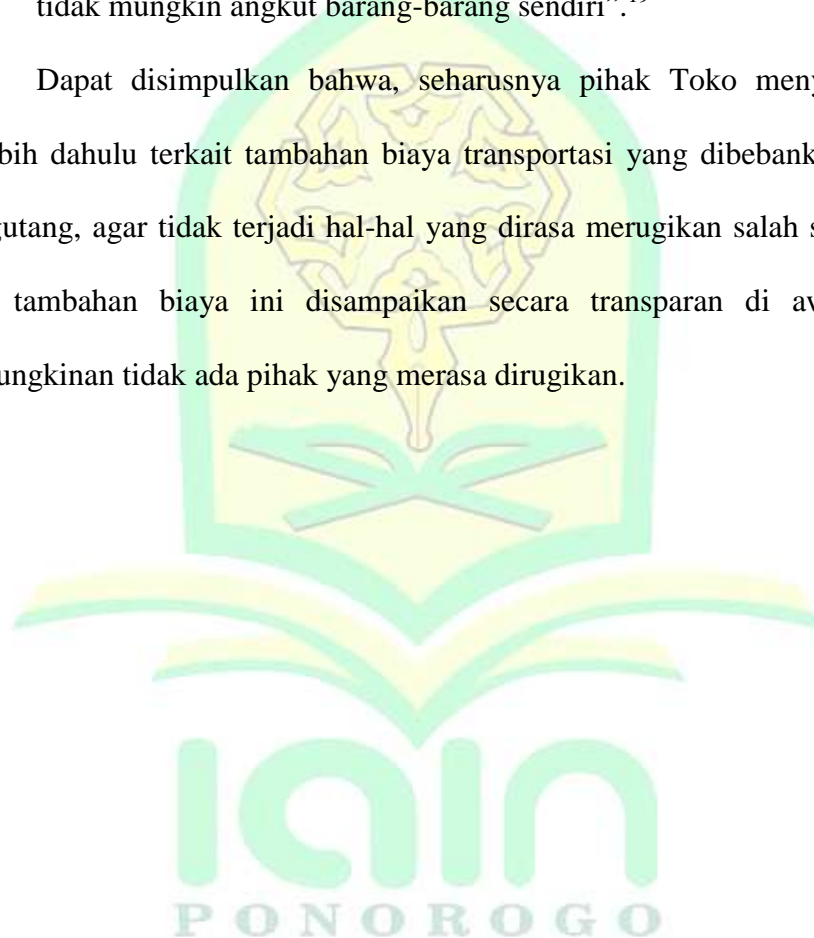 tidak mungkin angkut barang-barang sendiri”.
Dapat disimpulkan bahwa, seharusnya pihak Toko meny
bih dahulu terkait tambahan biaya transportasi yang dibebank
gutang, agar tidak terjadi hal-hal yang dirasa merugikan salah s
tambahan biaya ini disampaikan secara transparan di aw
ungkinan tidak ada pihak yang merasa dirugikan.
iain
PONOROGO